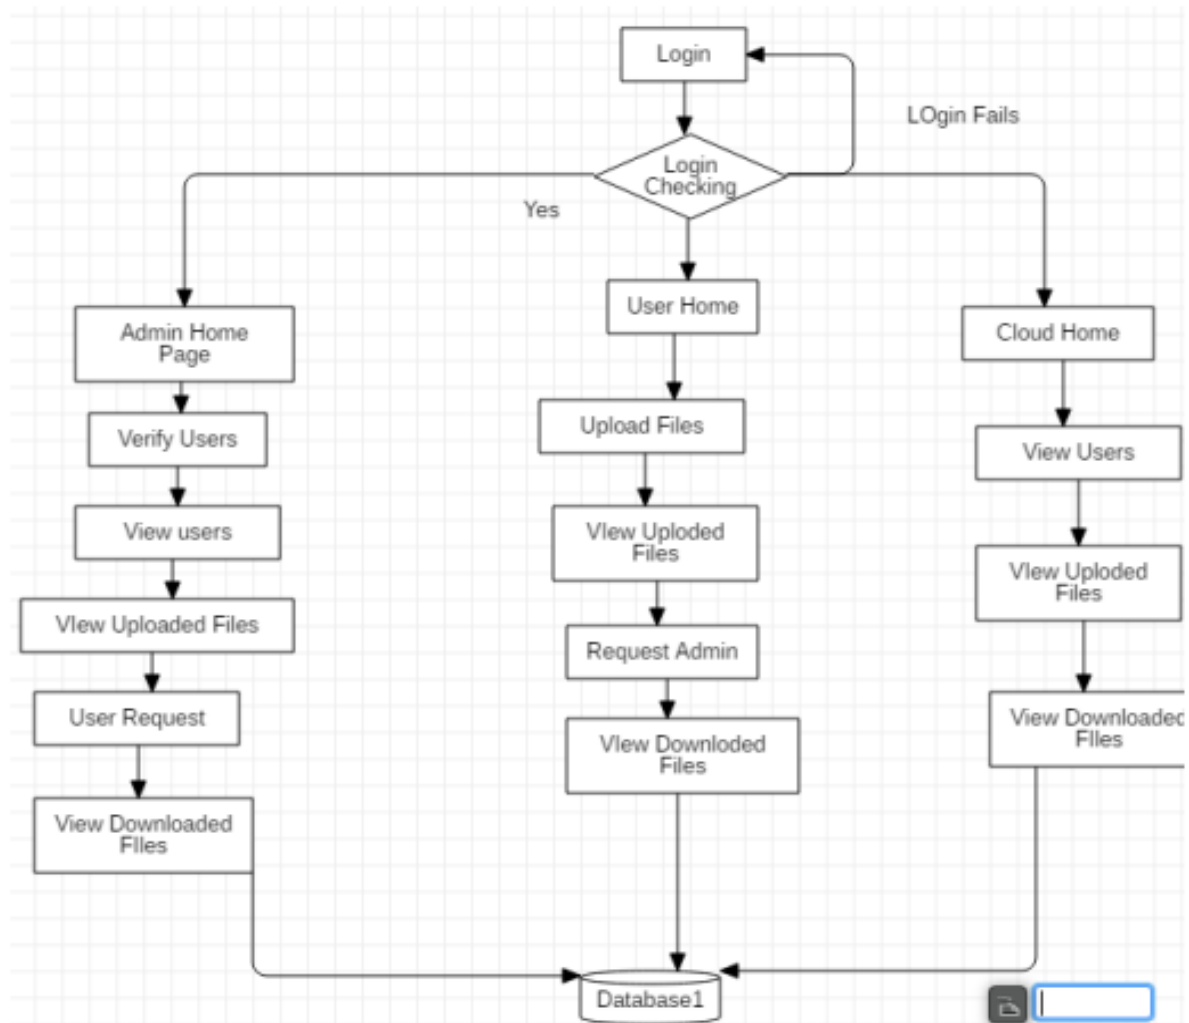 Login
LOgin Fails
Login
Checking
Yes
Admin Home
Page
Verify Users
View users
VIew Uploaded Files
User Request
View Downloaded
FIles
User Home
Upload Files
VIew Uploded
Files
Request Admin
VIew Downloded
Files
Cloud Home
View Users
VIew Uploded
Files
View Downloaded
FIles
Database1